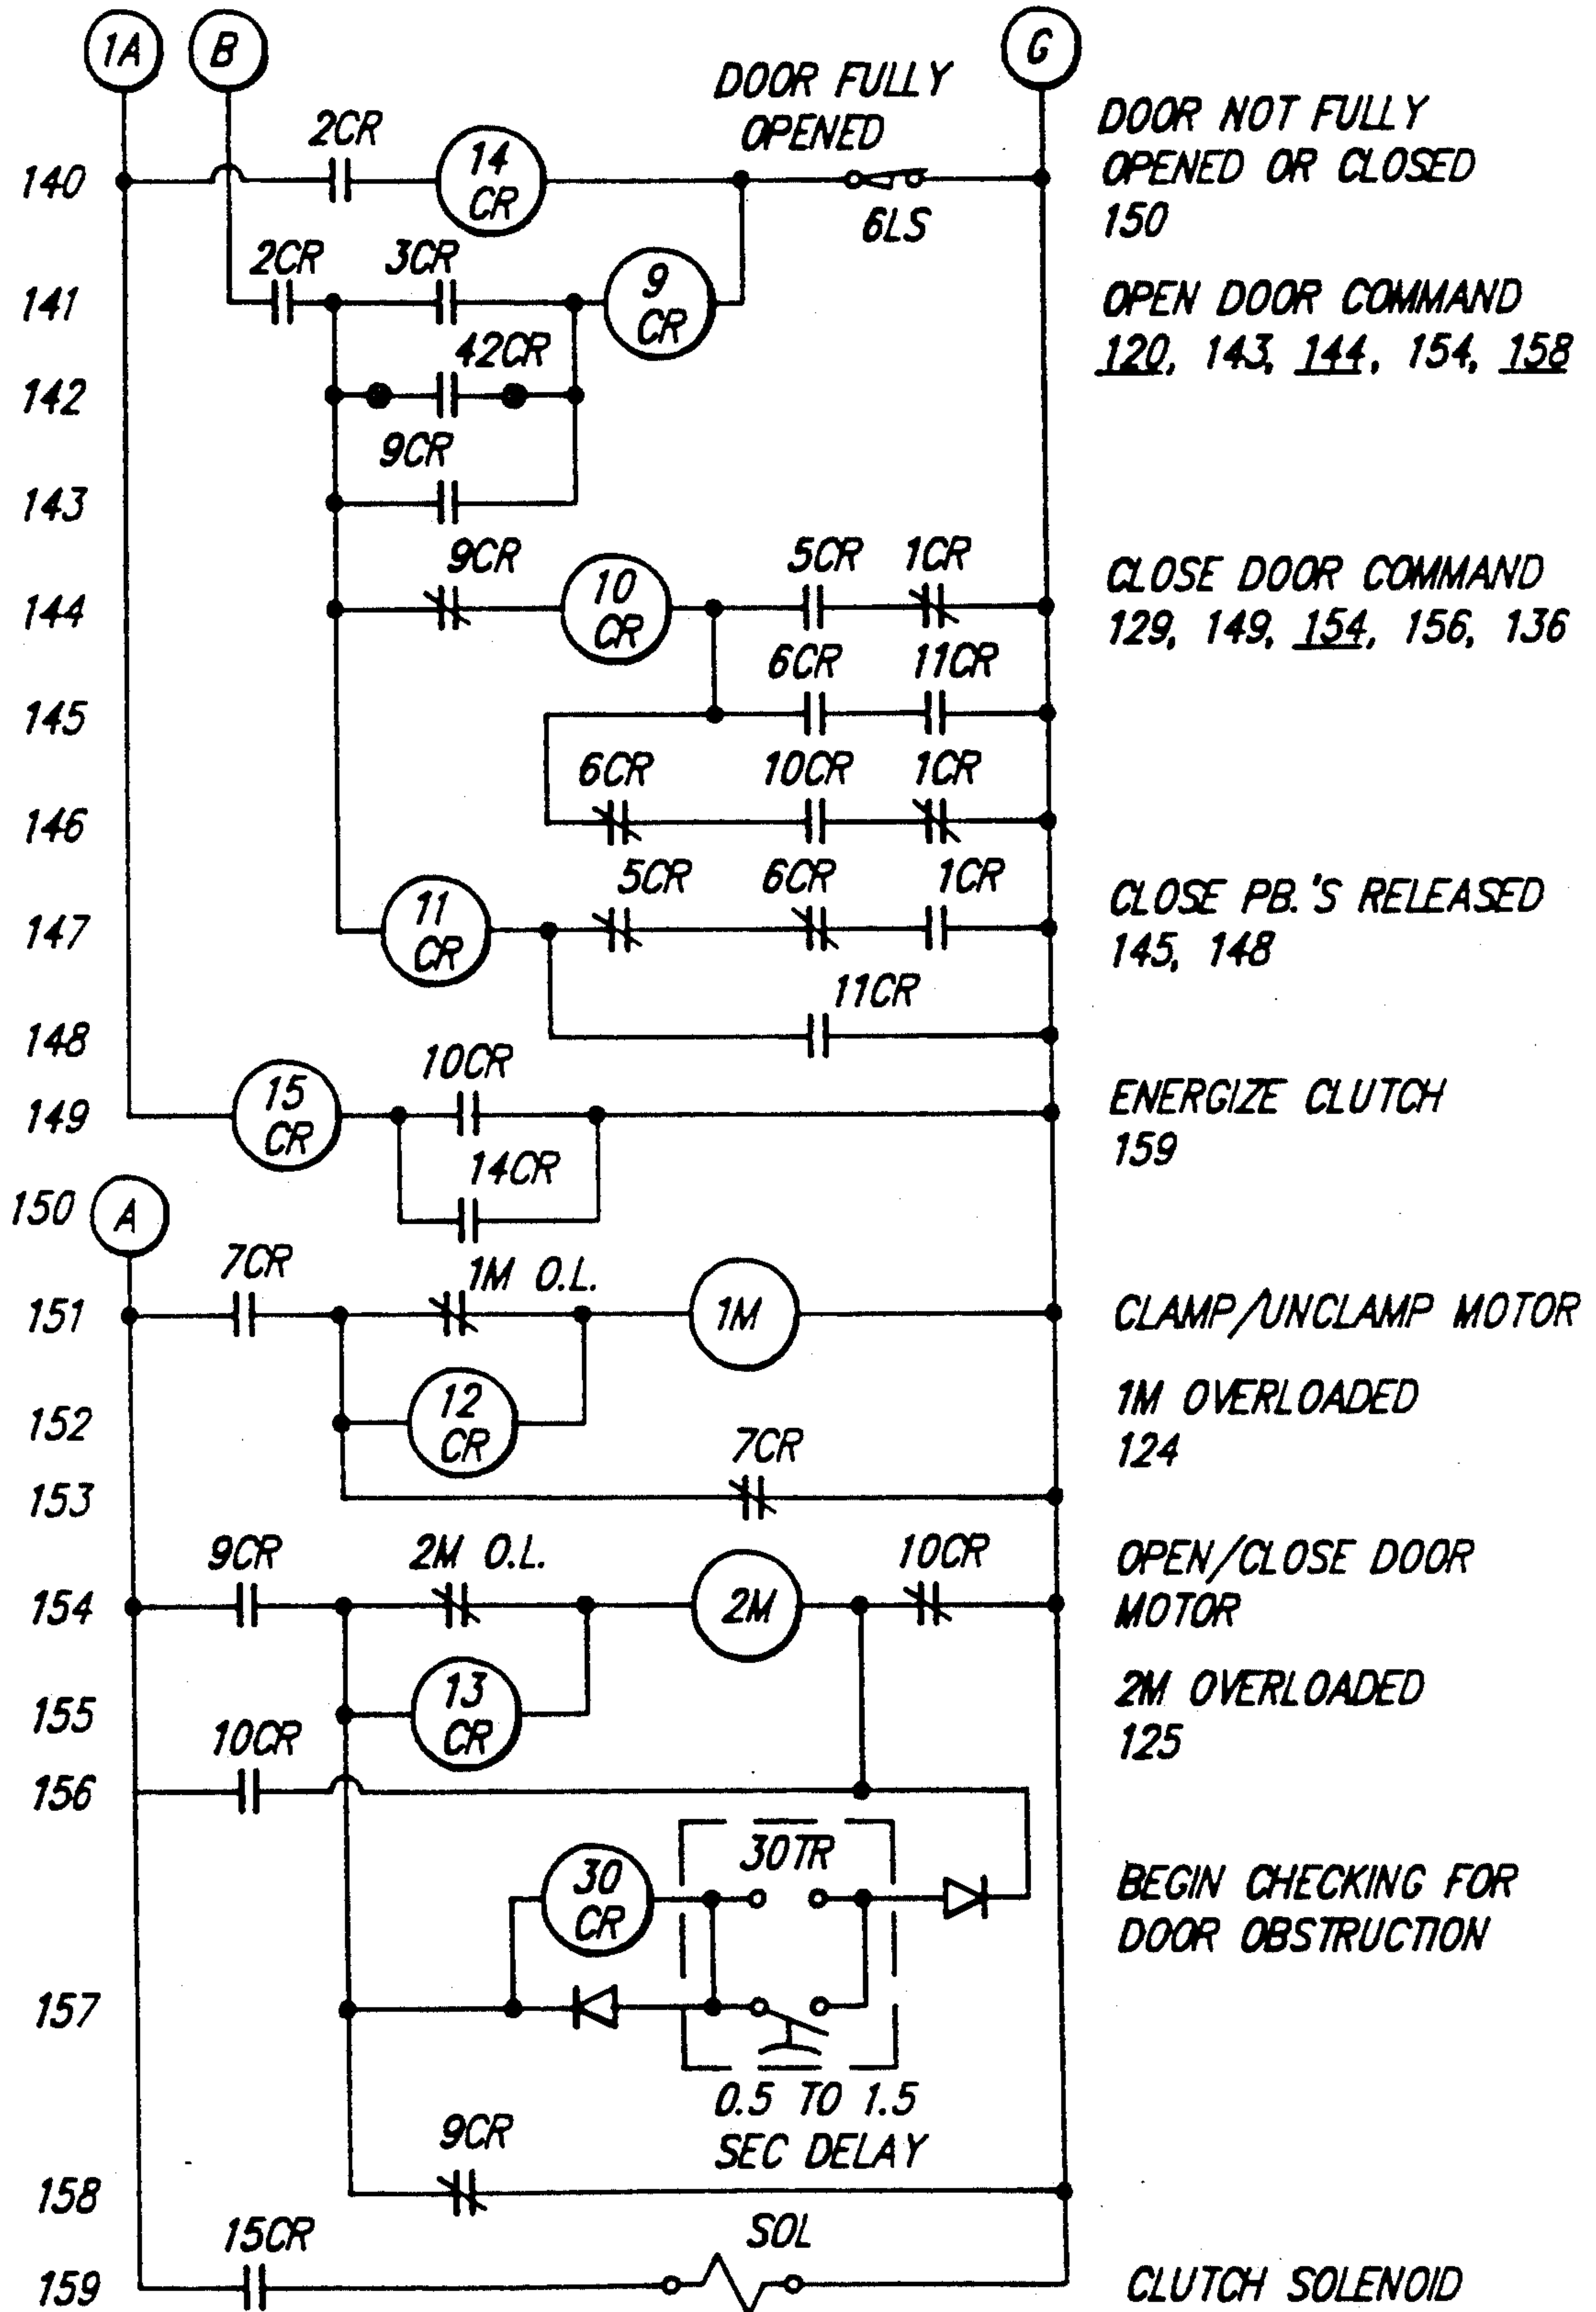 1A B G
DOOR FULLY
OPENED
DOOR NOT FULLY
OPENED OR CLOSED
150
140 2CR 14 CR 6LS
2CR 3CR 9 CR
141
OPEN DOOR COMMAND
120, 143, 144, 154, 158
42CR
142
9CR
143
9CR 10 CR 5CR 1CR
144
CLOSE DOOR COMMAND
129, 149, 154, 156, 136
6CR 11CR
145
6CR 10CR 1CR
146
11 CR 5CR 6CR 1CR
147
CLOSE PB.'S RELEASED
145, 148
11CR
148
15 CR 10CR
149
ENERGIZE CLUTCH
159
14CR
150 A
7CR 1M O.L. 1M
151
CLAMP/UNCLAMP MOTOR
12 CR
152
1M OVERLOADED
124
7CR
153
9CR 2M O.L. 2M 10CR
154
OPEN/CLOSE DOOR
MOTOR
13 CR
155
2M OVERLOADED
125
10CR
156
30 CR 30TR
BEGIN CHECKING FOR
DOOR OBSTRUCTION
157
0.5 TO 1.5
SEC DELAY
9CR
158
15CR SOL
159
CLUTCH SOLENOID